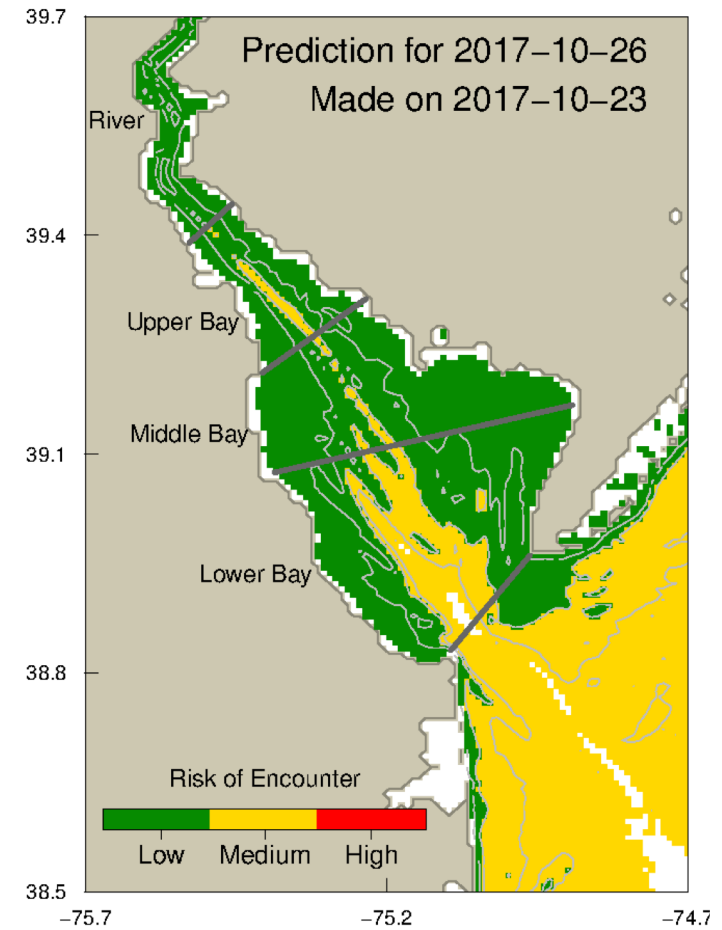 39.7
Prediction for 2017−10−26
Made on 2017−10−23
River
39.4
Upper Bay
Middle Bay
39.1
Lower Bay
38.8
Risk of Encounter
Low Medium High
38.5
−75.7 −75.2 −74.7